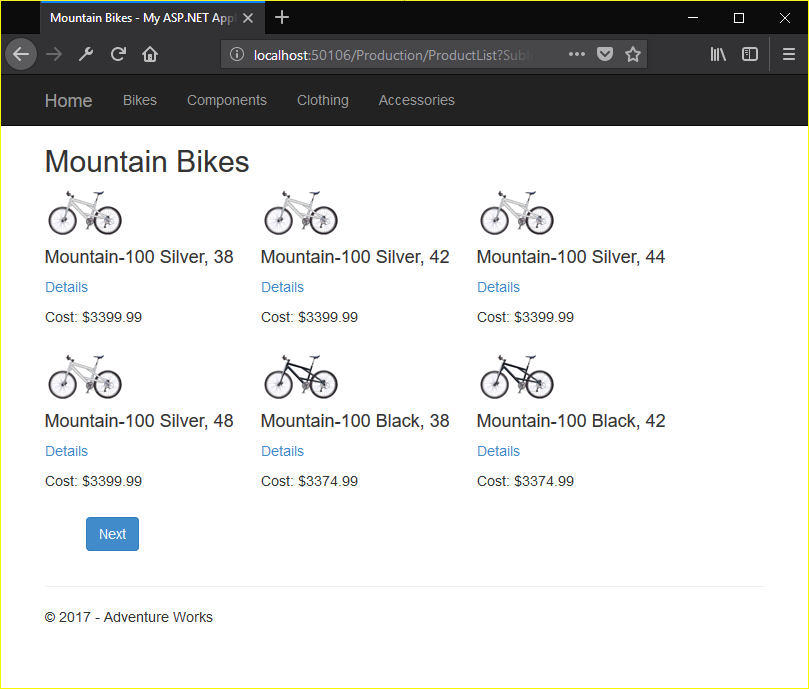 Mountain Bikes - My ASP.NET Appl
localhost:50106/Production/ProductList?Sub
Home Bikes Components Clothing Accessories
Mountain Bikes
Mountain-100 Silver, 38 Mountain-100 Silver, 42 Mountain-100 Silver, 44
Details Details Details
Cost: $3399.99 Cost: $3399.99 Cost: $3399.99
Mountain-100 Silver, 48 Mountain-100 Black, 38 Mountain-100 Black, 42
Details Details Details
Cost: $3399.99 Cost: $3374.99 Cost: $3374.99
Next
© 2017 - Adventure Works